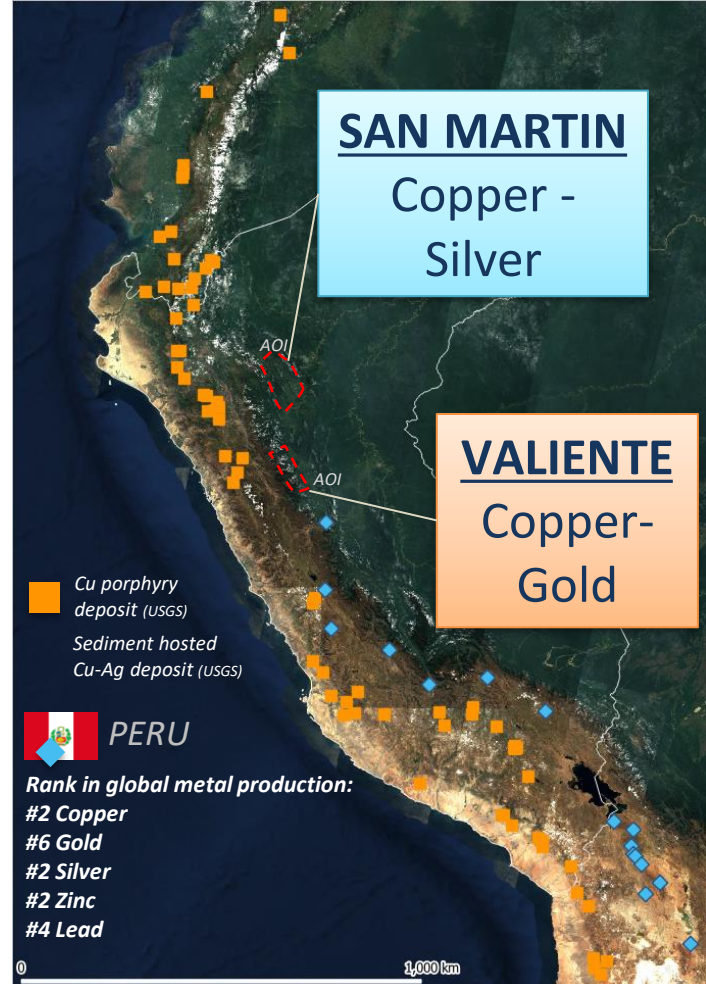 SAN MARTIN
Copper -
Silver
AOI
VALIENTE
Copper-
Gold
AOI
Cu porphyry
deposit (USGS)
Sediment hosted
Cu-Ag deposit (USGS)
PERU
Rank in global metal production:
#2 Copper
#6 Gold
#2 Silver
#2 Zinc
#4 Lead
0
1,000 km